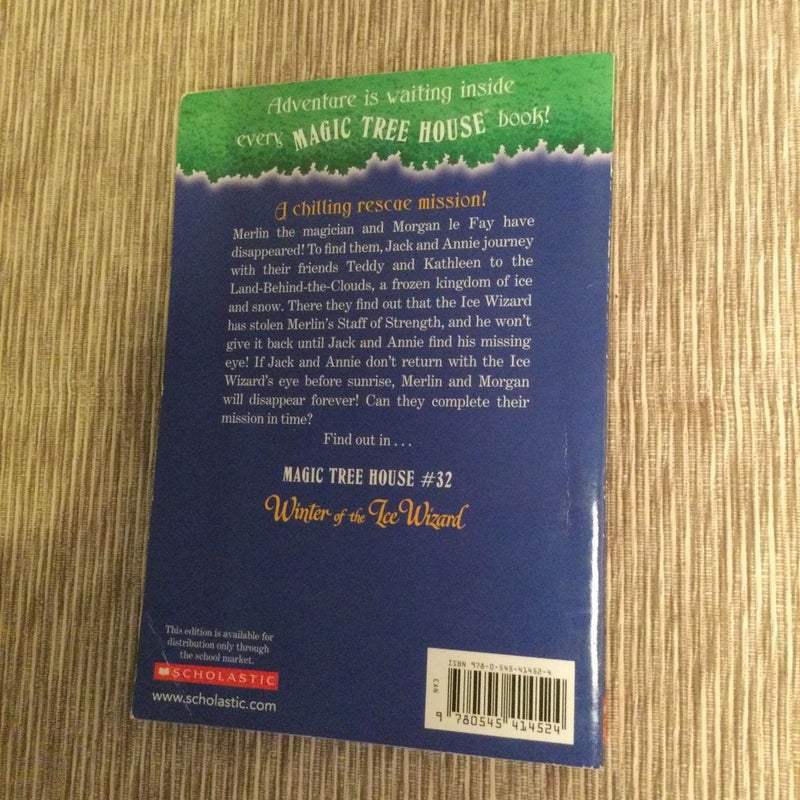 Adventure is waiting inside
every MAGIC TREE HOUSE® book!
A chilling rescue mission!
Merlin the magician and Morgan le Fay have
disappeared! To find them, Jack and Annie journey
with their friends Teddy and Kathleen to the
Land-Behind-the-Clouds, a frozen kingdom of ice
and snow. There they find out that the Ice Wizard
has stolen Merlin's Staff of Strength, and he won't
give it back until Jack and Annie find his missing
eye! If Jack and Annie don't return with the Ice
Wizard's eye before sunrise, Merlin and Morgan
will disappear forever! Can they complete their
mission in time?
Find out in . . .
MAGIC TREE HOUSE #32
Winter of the Ice Wizard
This edition is available for
distribution only through
the school market.
SCHOLASTIC
www.scholastic.com
ISBN 978-0-545-41452-4
EAN
9 780545 414524